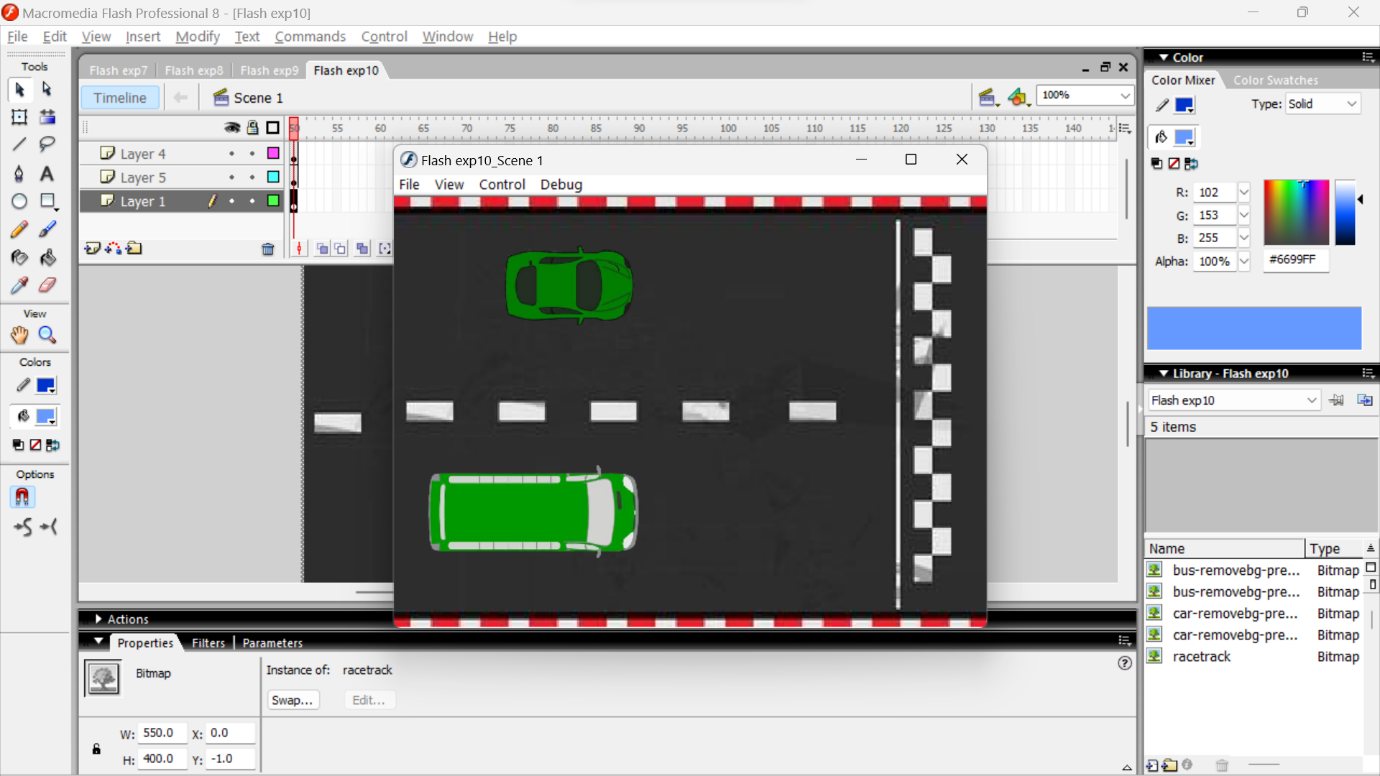 Macromedia Flash Professional 8 - [Flash exp10]
File Edit View Insert Modify Text Commands Control Window Help
Tools
View
Colors
Options
Flash exp7 Flash exp8 Flash exp9 Flash exp10
Timeline Scene 1 100%
50 55 60 65 70 75 80 85 90 95 100 105 110 115 120 125 130 135 140
Layer 4
Layer 5
Layer 1
Flash exp10_Scene 1
File View Control Debug
Actions
Properties Filters Parameters
Bitmap
Instance of: racetrack
Swap... Edit...
W: 550.0 X: 0.0
H: 400.0 Y: -1.0
Color
Color Mixer Color Swatches
Type: Solid
R: 102
G: 153
B: 255
Alpha: 100% #6699FF
Library - Flash exp10
Flash exp10
5 items
Name Type
bus-removebg-pre... Bitmap
bus-removebg-pre... Bitmap
car-removebg-pre... Bitmap
car-removebg-pre... Bitmap
racetrack Bitmap